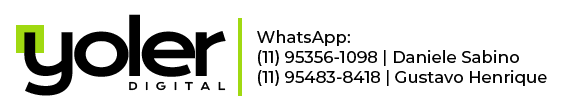 yoler
DIGITAL
WhatsApp:
(11) 95356-1098 | Daniele Sabino
(11) 95483-8418 | Gustavo Henrique